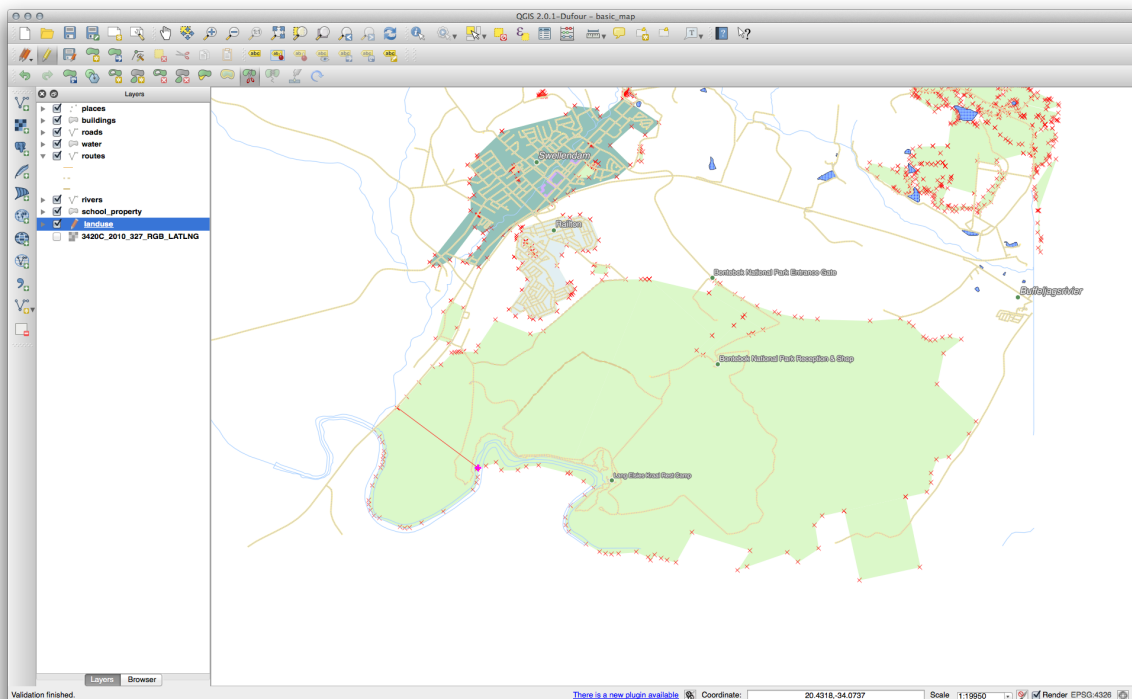 QGIS 2.0.1-Dufour - basic_map
Layers
places
buildings
roads
water
routes
rivers
school_property
landuse
3420C_2010_327_RGB_LATLNG
Swellendam
Railton
Bontebok National Park Entrance Gate
Buffeljagsrivier
Bontebok National Park Reception & Shop
Lang Elsies Kraal Rest Camp
Layers Browser
Validation finished. There is a new plugin available Coordinate: 20.4318,-34.0737 Scale 1:19950 Render EPSG:4326